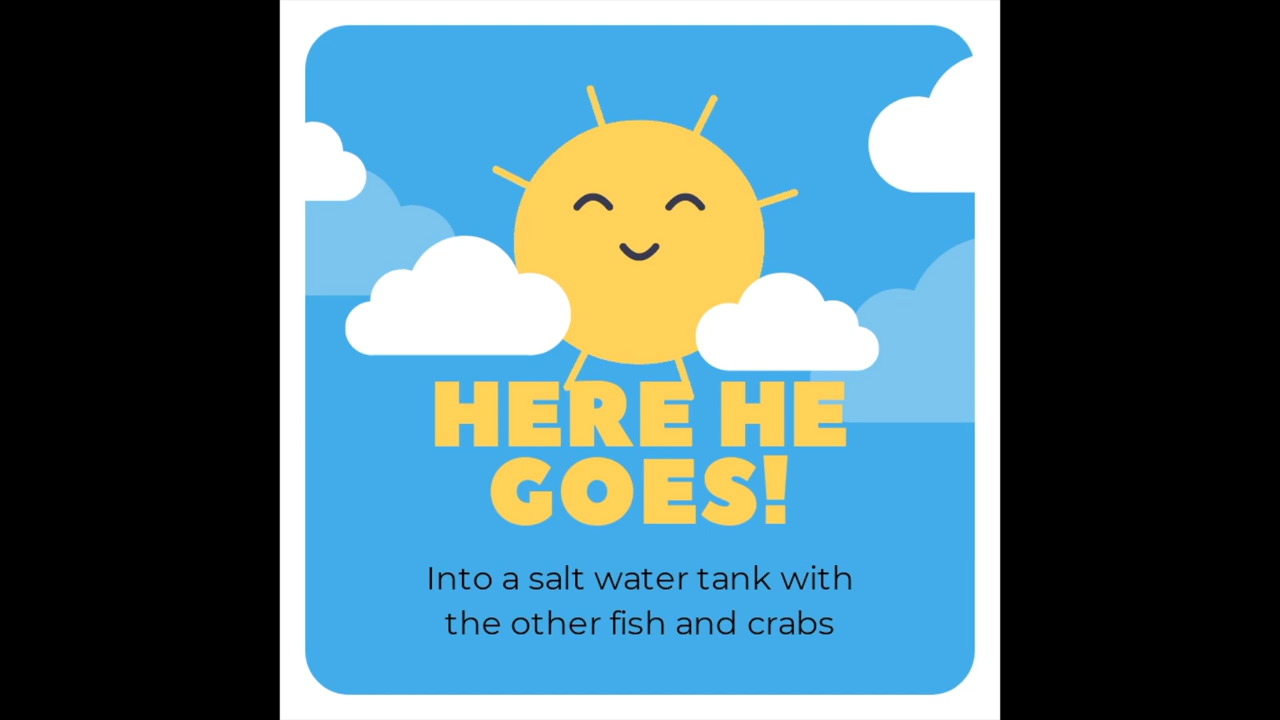 HERE HE
GOES!
Into a salt water tank with
the other fish and crabs